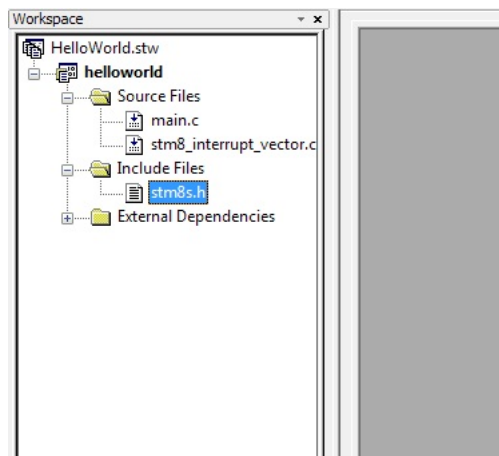 Workspace
HelloWorld.stw
helloworld
Source Files
main.c
stm8_interrupt_vector.c
Include Files
stm8s.h
External Dependencies